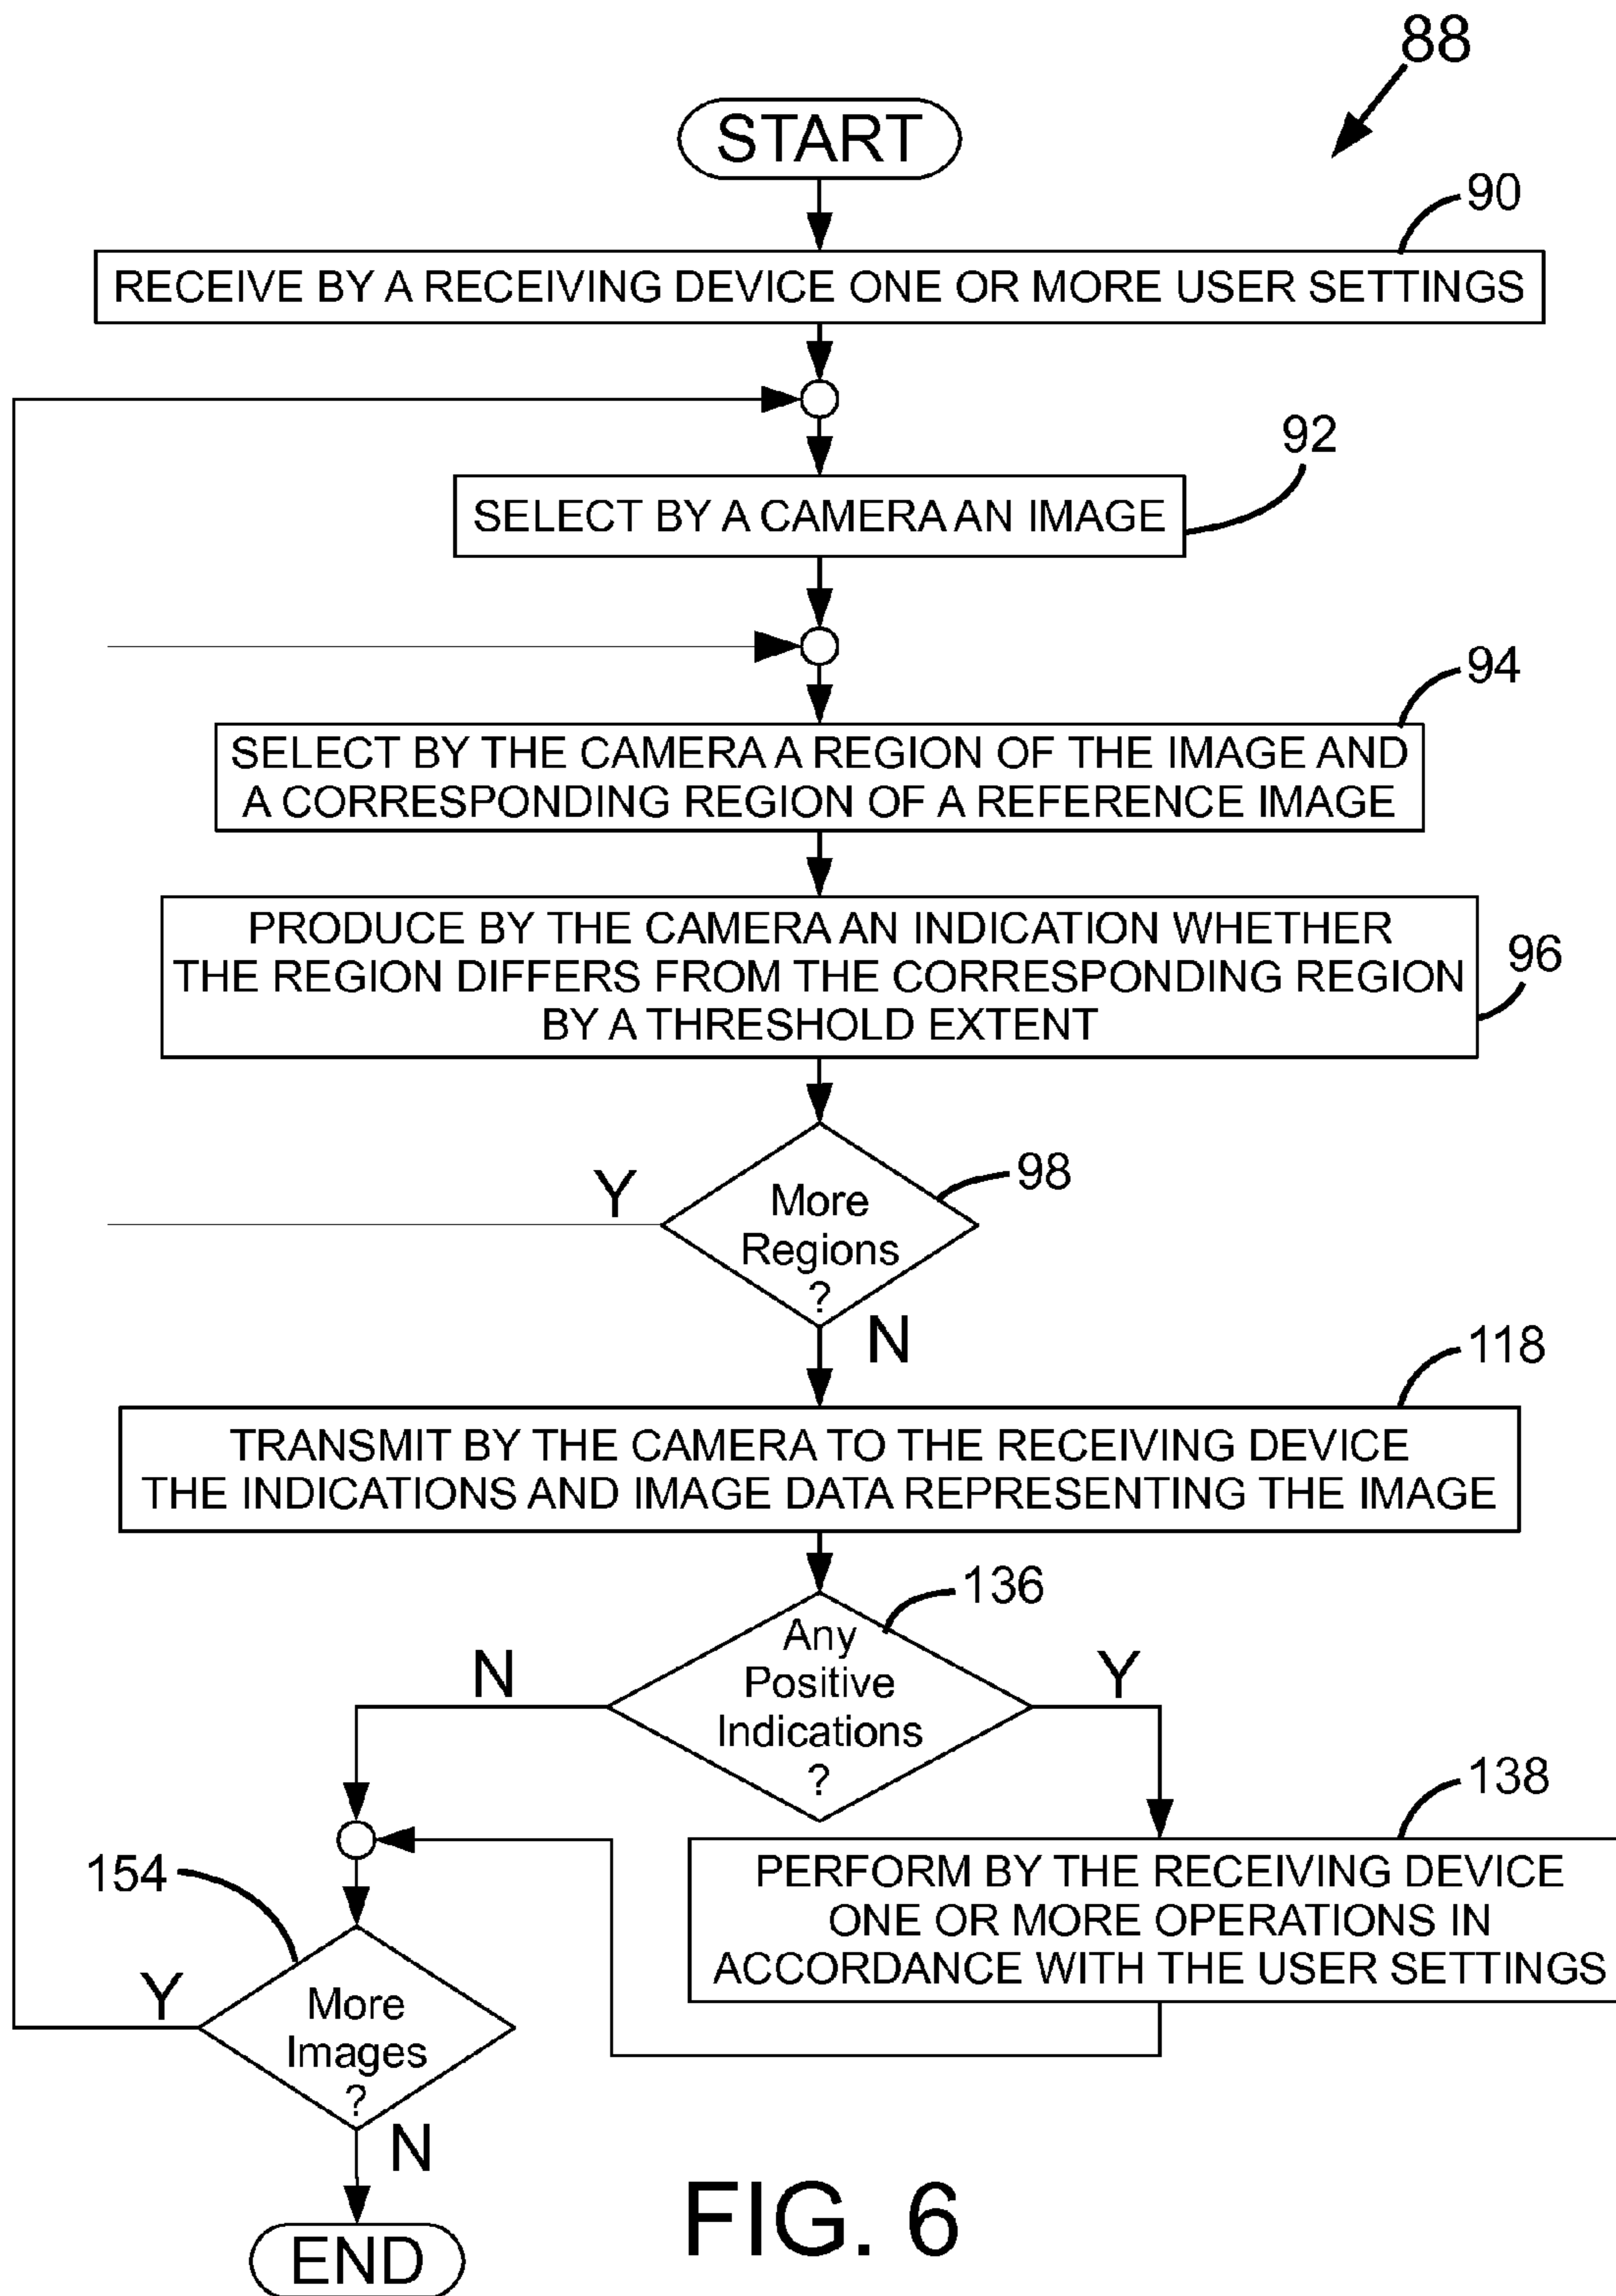 88
START
90
RECEIVE BY A RECEIVING DEVICE ONE OR MORE USER SETTINGS
92
SELECT BY A CAMERA AN IMAGE
94
SELECT BY THE CAMERA A REGION OF THE IMAGE AND
A CORRESPONDING REGION OF A REFERENCE IMAGE
PRODUCE BY THE CAMERA AN INDICATION WHETHER
THE REGION DIFFERS FROM THE CORRESPONDING REGION
BY A THRESHOLD EXTENT
96
Y
98
More
Regions
?
N
118
TRANSMIT BY THE CAMERA TO THE RECEIVING DEVICE
THE INDICATIONS AND IMAGE DATA REPRESENTING THE IMAGE
136
Any
Positive
Indications
?
N
Y
138
PERFORM BY THE RECEIVING DEVICE
ONE OR MORE OPERATIONS IN
ACCORDANCE WITH THE USER SETTINGS
154
Y
More
Images
?
N
END
FIG. 6